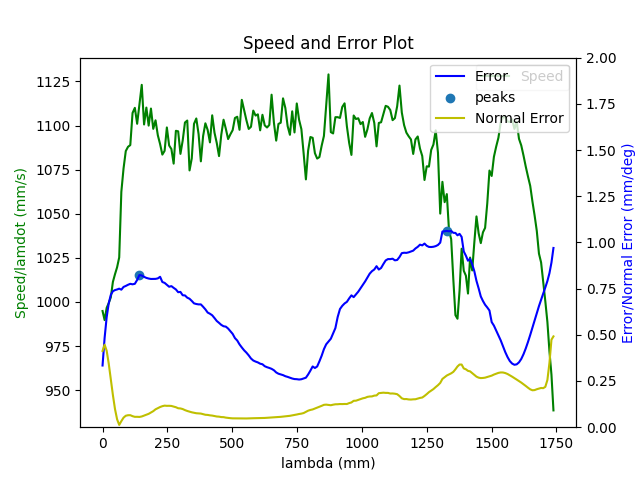 Speed and Error Plot
Speed/lamdot (mm/s)
1125
1100
1075
1050
1025
1000
975
950
Error
Speed
peaks
Normal Error
2.00
1.75
1.50
1.25
1.00
0.75
0.50
0.25
0.00
Error/Normal Error (mm/deg)
0 250 500 750 1000 1250 1500 1750
lambda (mm)